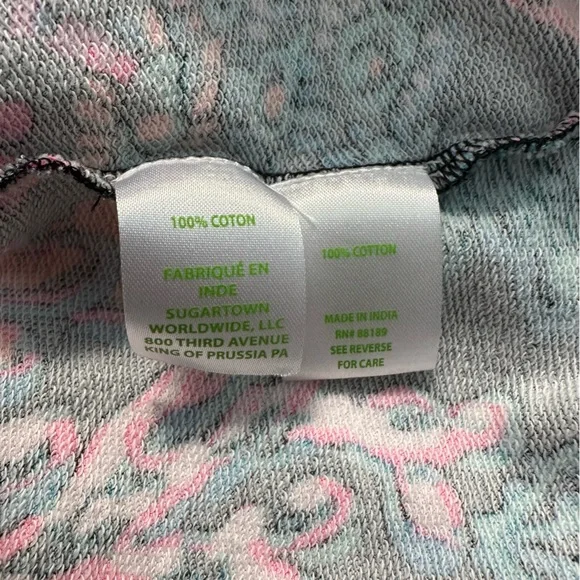 100% COTON
FABRIQUÉ EN
INDE
SUGARTOWN
WORLDWIDE, LLC
800 THIRD AVENUE
KING OF PRUSSIA PA
100% COTTON
MADE IN INDIA
RN# 88189
SEE REVERSE
FOR CARE